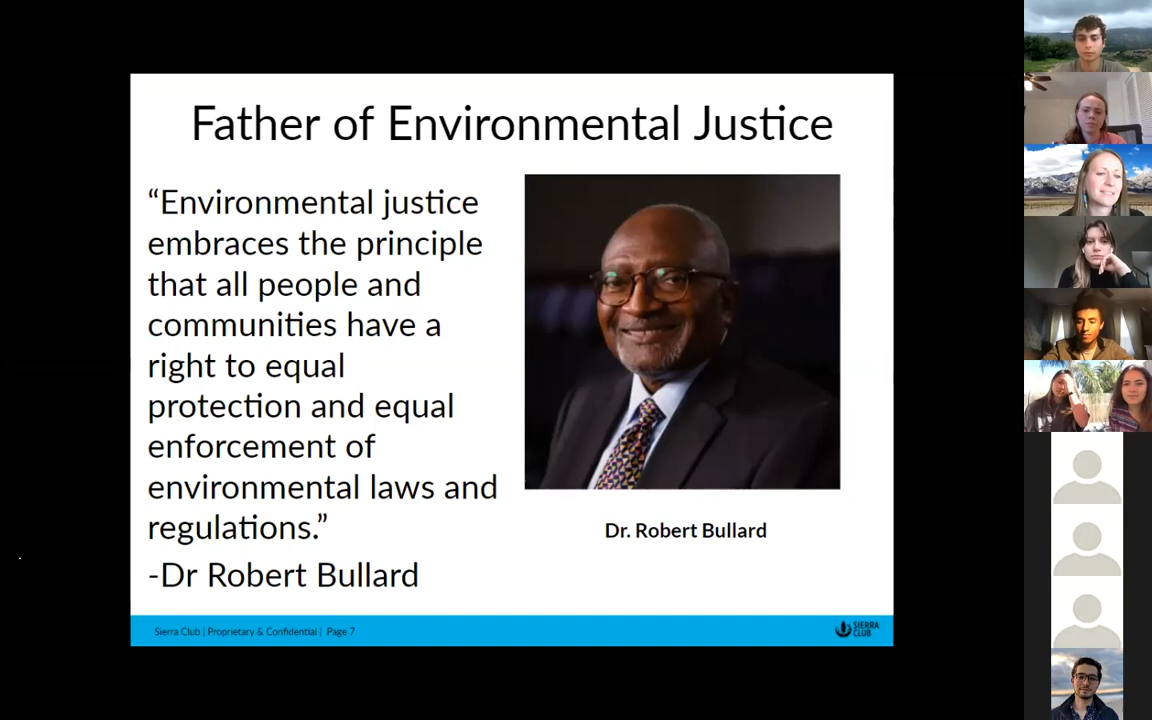 Father of Environmental Justice
“Environmental justice
embraces the principle
that all people and
communities have a
right to equal
protection and equal
enforcement of
environmental laws and
regulations.”
-Dr Robert Bullard
Dr. Robert Bullard
Sierra Club | Proprietary & Confidential | Page 7
SIERRA
CLUB